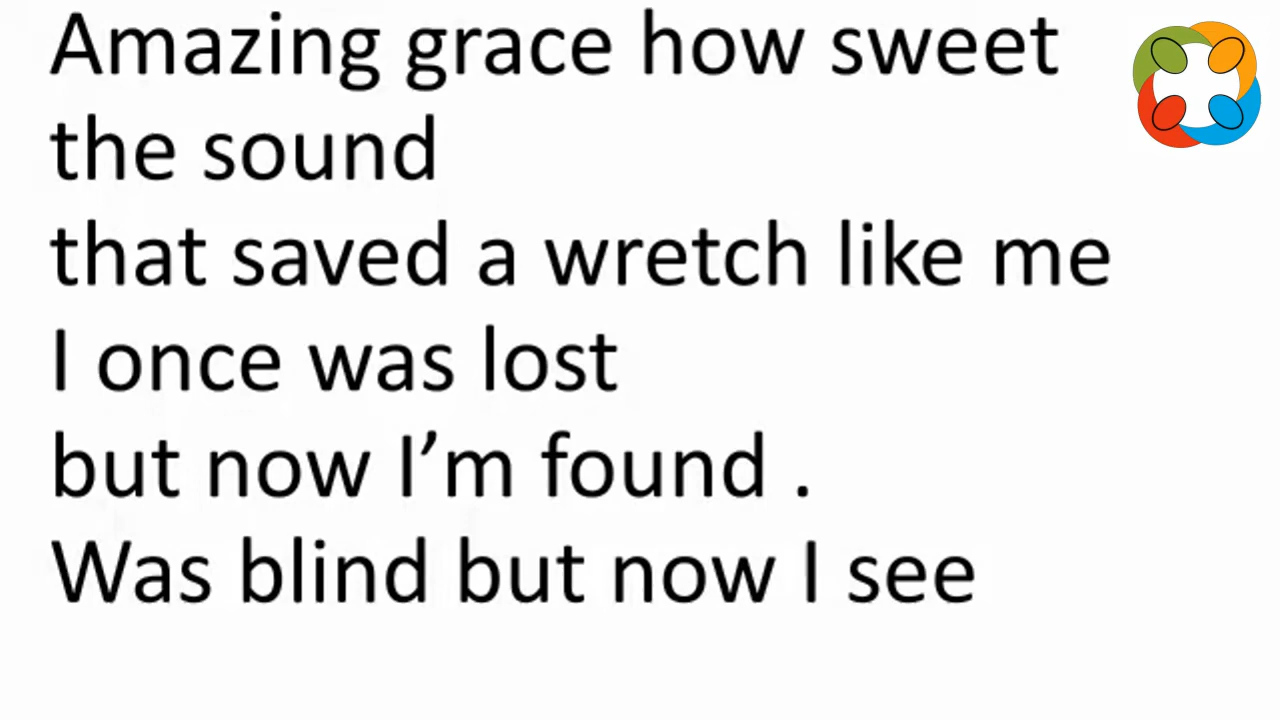 Amazing grace how sweet
the sound
that saved a wretch like me
I once was lost
but now I’m found .
Was blind but now I see